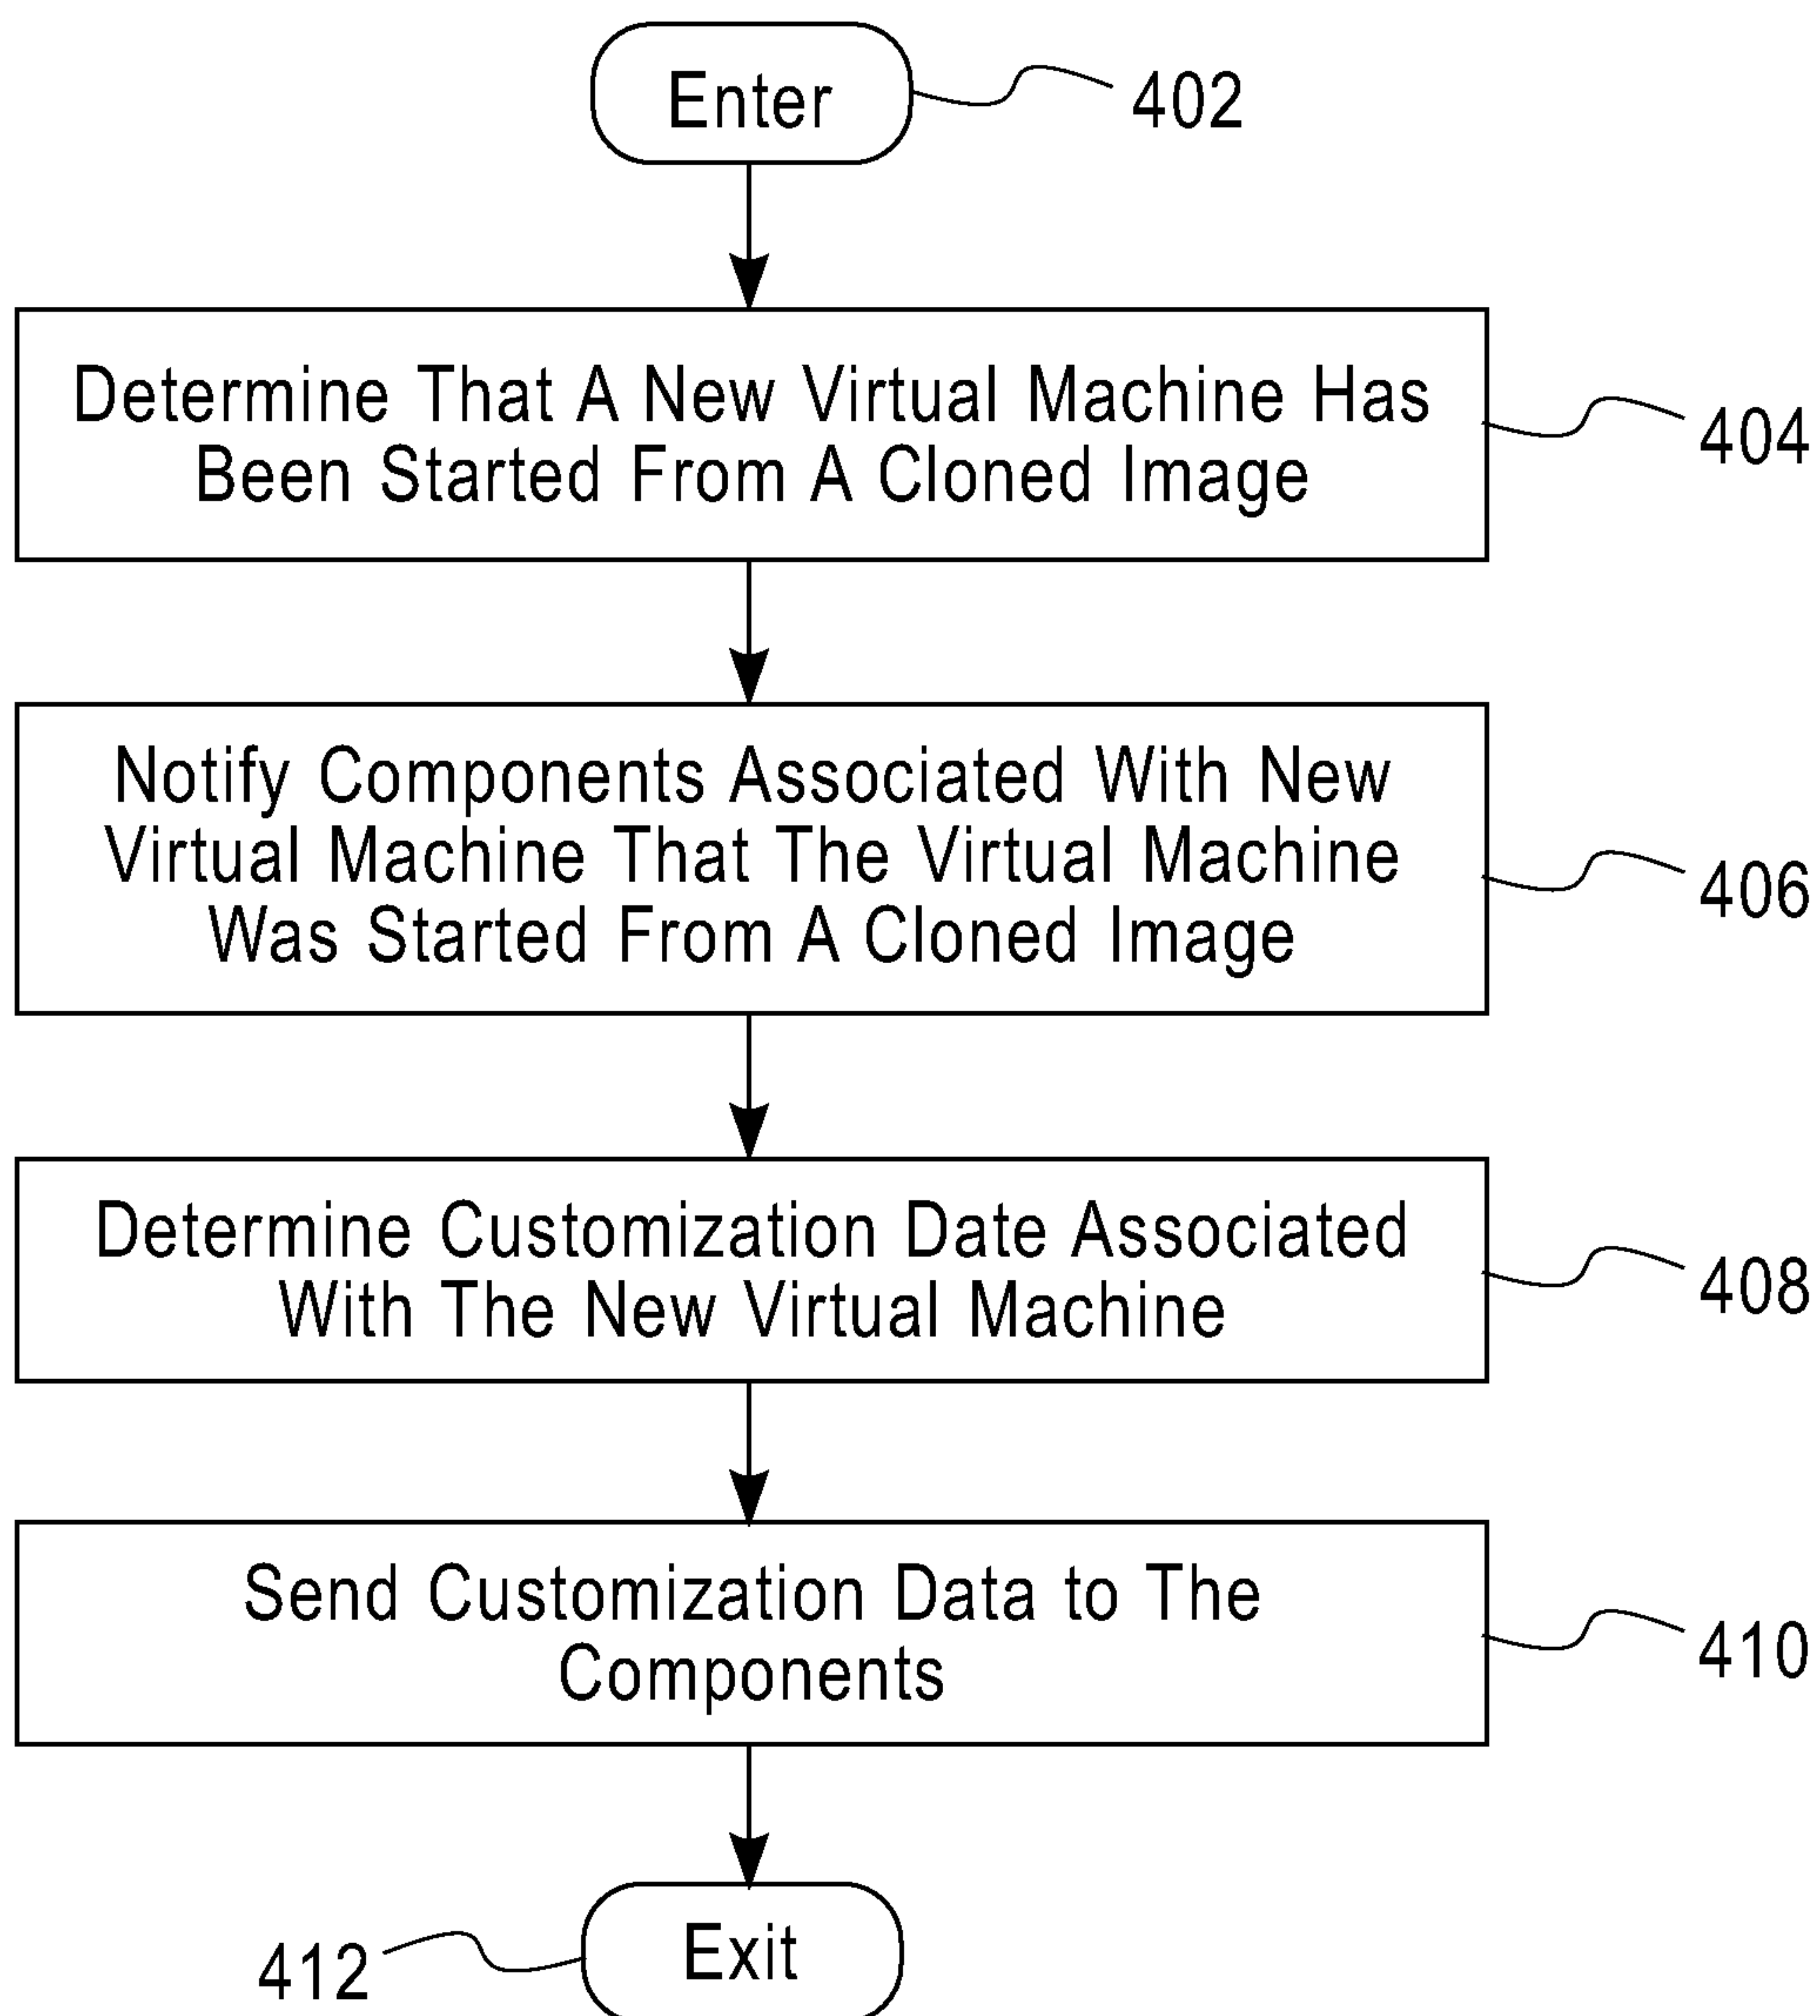 Enter
402
Determine That A New Virtual Machine Has
Been Started From A Cloned Image
404
Notify Components Associated With New
Virtual Machine That The Virtual Machine
Was Started From A Cloned Image
406
Determine Customization Date Associated
With The New Virtual Machine
408
Send Customization Data to The
Components
410
Exit
412